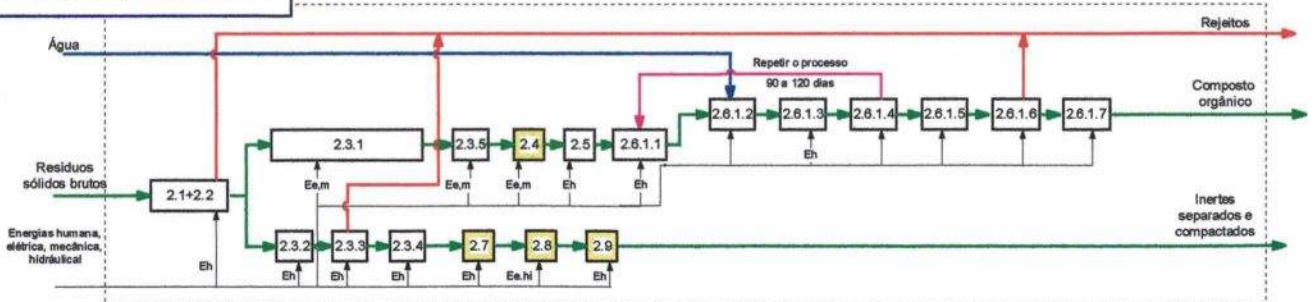 Rejeitos
Água
Repetir o processo
90 a 120 dias
Composto
orgânico
2.6.1.2
2.6.1.3
2.6.1.4
2.6.1.5
2.6.1.6
2.6.1.7
2.3.1
2.3.5
2.4
2.5
2.6.1.1
Eh
Resíduos
sólidos brutos
2.1+2.2
Ee,m
Ee,m
Ee,m
Eh
Eh
Inertes
separados e
compactados
Energias humana,
elétrica, mecânica,
hidráulical
2.3.2
2.3.3
2.3.4
2.7
2.8
2.9
Eh
Eh
Eh
Eh
Eh
Ee.hi
Eh